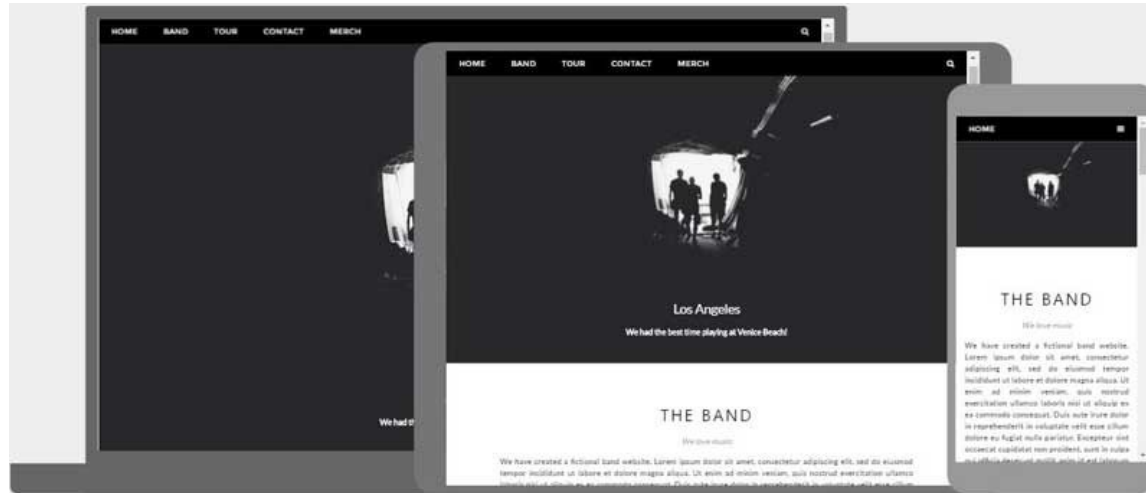 HOME BAND TOUR CONTACT MERCH
We had th
HOME BAND TOUR CONTACT MERCH
Los Angeles
We had the best time playing at Venice Beach!
THE BAND
We love music
We have created a fictional band website. Lorem ipsum dolor sit amet, consectetur adipiscing elit, sed do eiusmod
tempor incididunt ut labore et dolore magna aliqua. Ut enim ad minim veniam, quis nostrud exercitation ullamco
HOME
THE BAND
We love music
We have created a fictional band website.
Lorem ipsum dolor sit amet, consectetur
adipiscing elit, sed do eiusmod tempor
incididunt ut labore et dolore magna aliqua. Ut
enim ad minim veniam, quis nostrud
exercitation ullamco laboris nisi ut aliquip ex
ea commodo consequat. Duis aute irure dolor
in reprehenderit in voluptate velit esse cillum
dolore eu fugiat nulla pariatur. Excepteur sint
occaecat cupidatat non proident, sunt in culpa